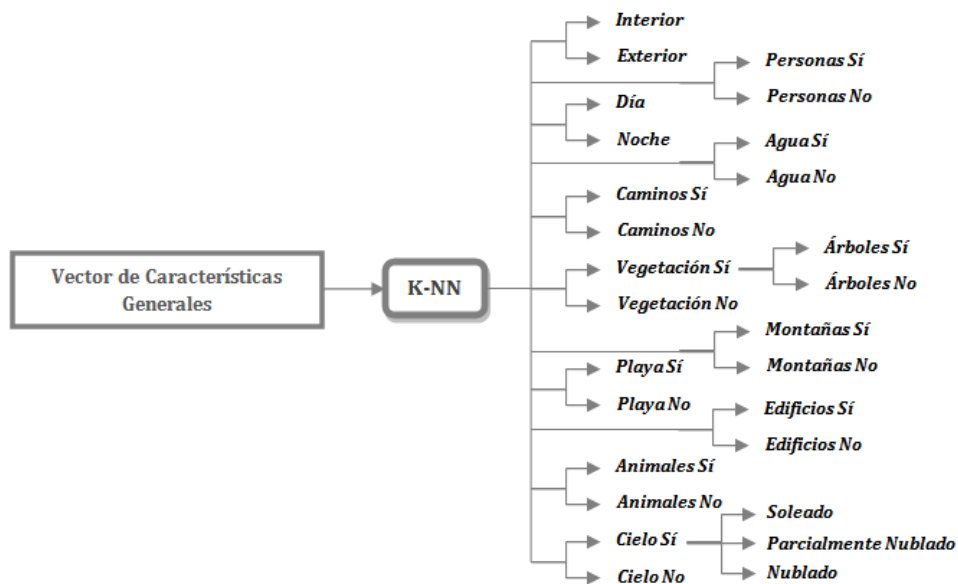 Vector de Características
Generales
K-NN
Interior
Exterior
Personas Sí
Personas No
Día
Noche
Agua Sí
Agua No
Caminos Sí
Caminos No
Vegetación Sí
Vegetación No
Árboles Sí
Árboles No
Montañas Sí
Montañas No
Playa Sí
Playa No
Edificios Sí
Edificios No
Animales Sí
Animales No
Cielo Sí
Cielo No
Soleado
Parcialmente Nublado
Nublado